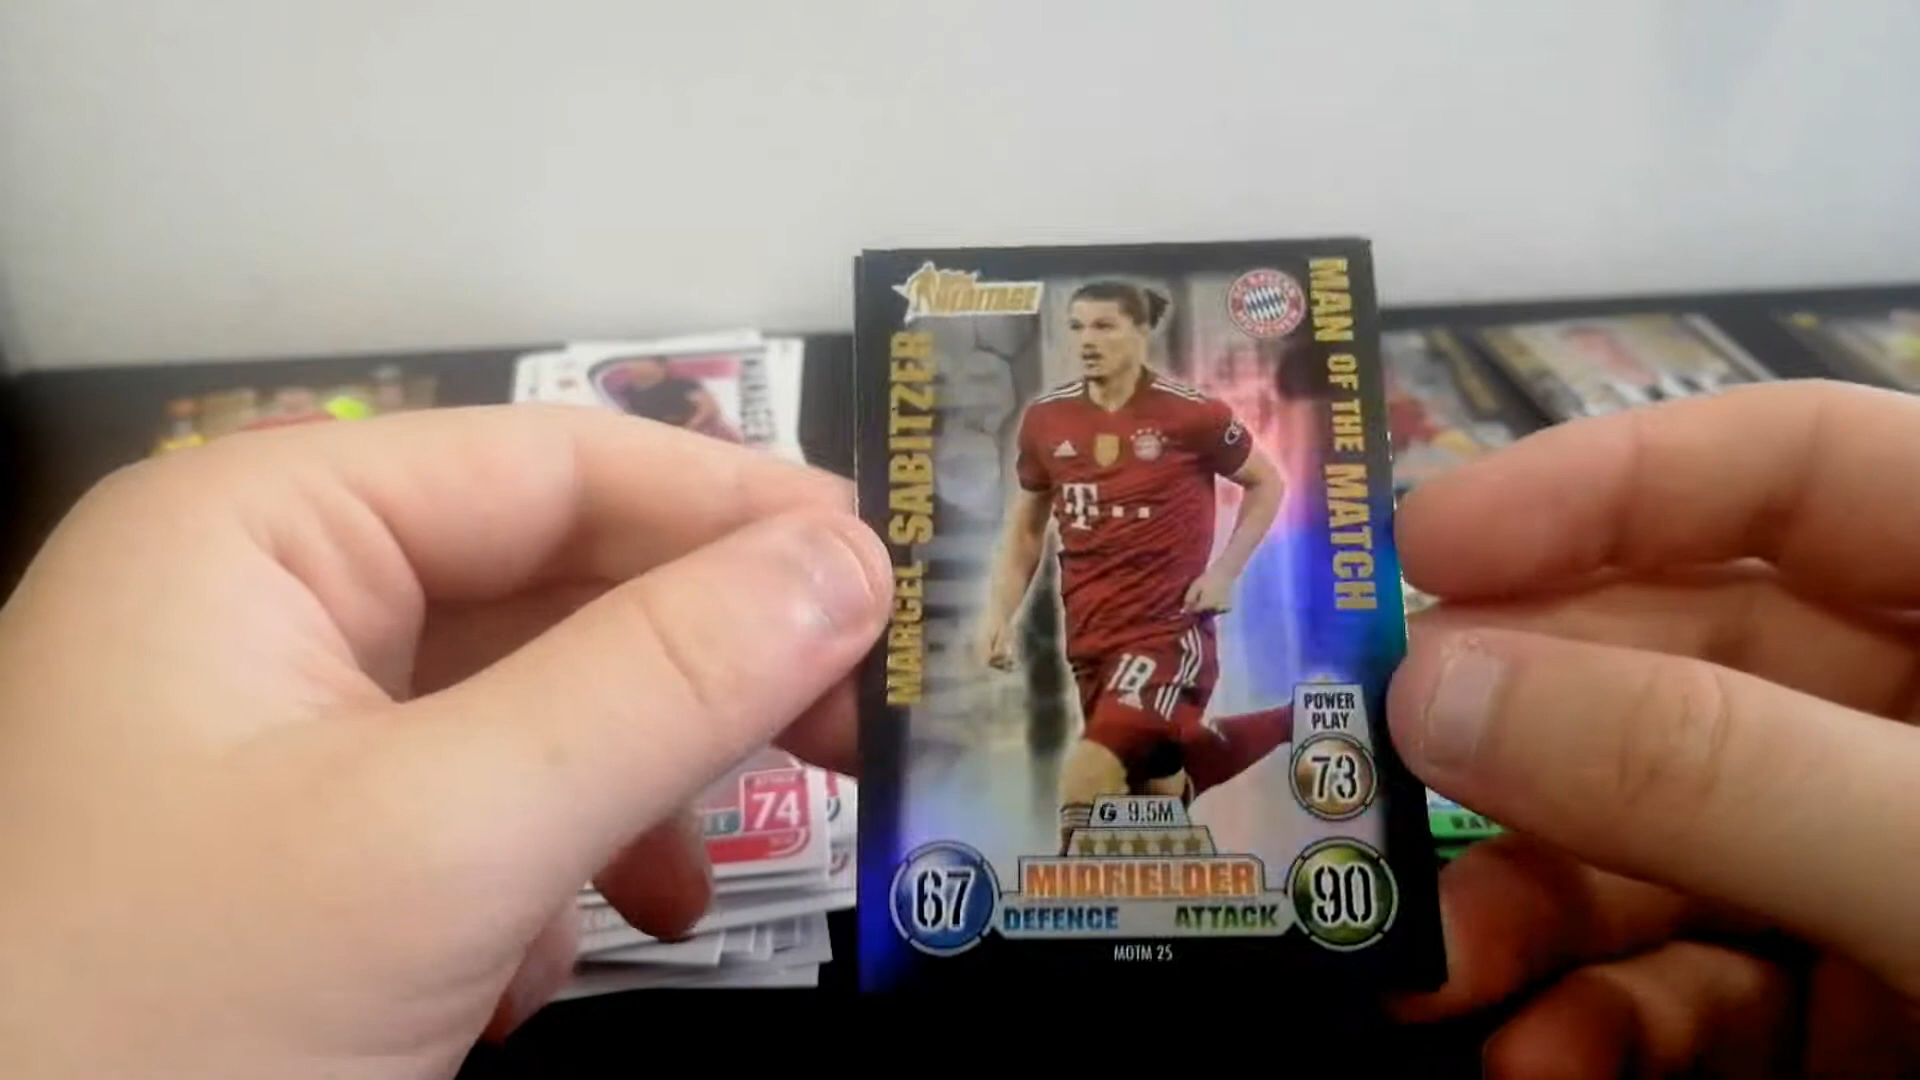 HERITAGE
MARCEL SABITZER
MAN OF THE MATCH
T
18
POWER
PLAY
73
G 9.5M
MIDFIELDER
67
DEFENCE
ATTACK
90
MOTM 25
74